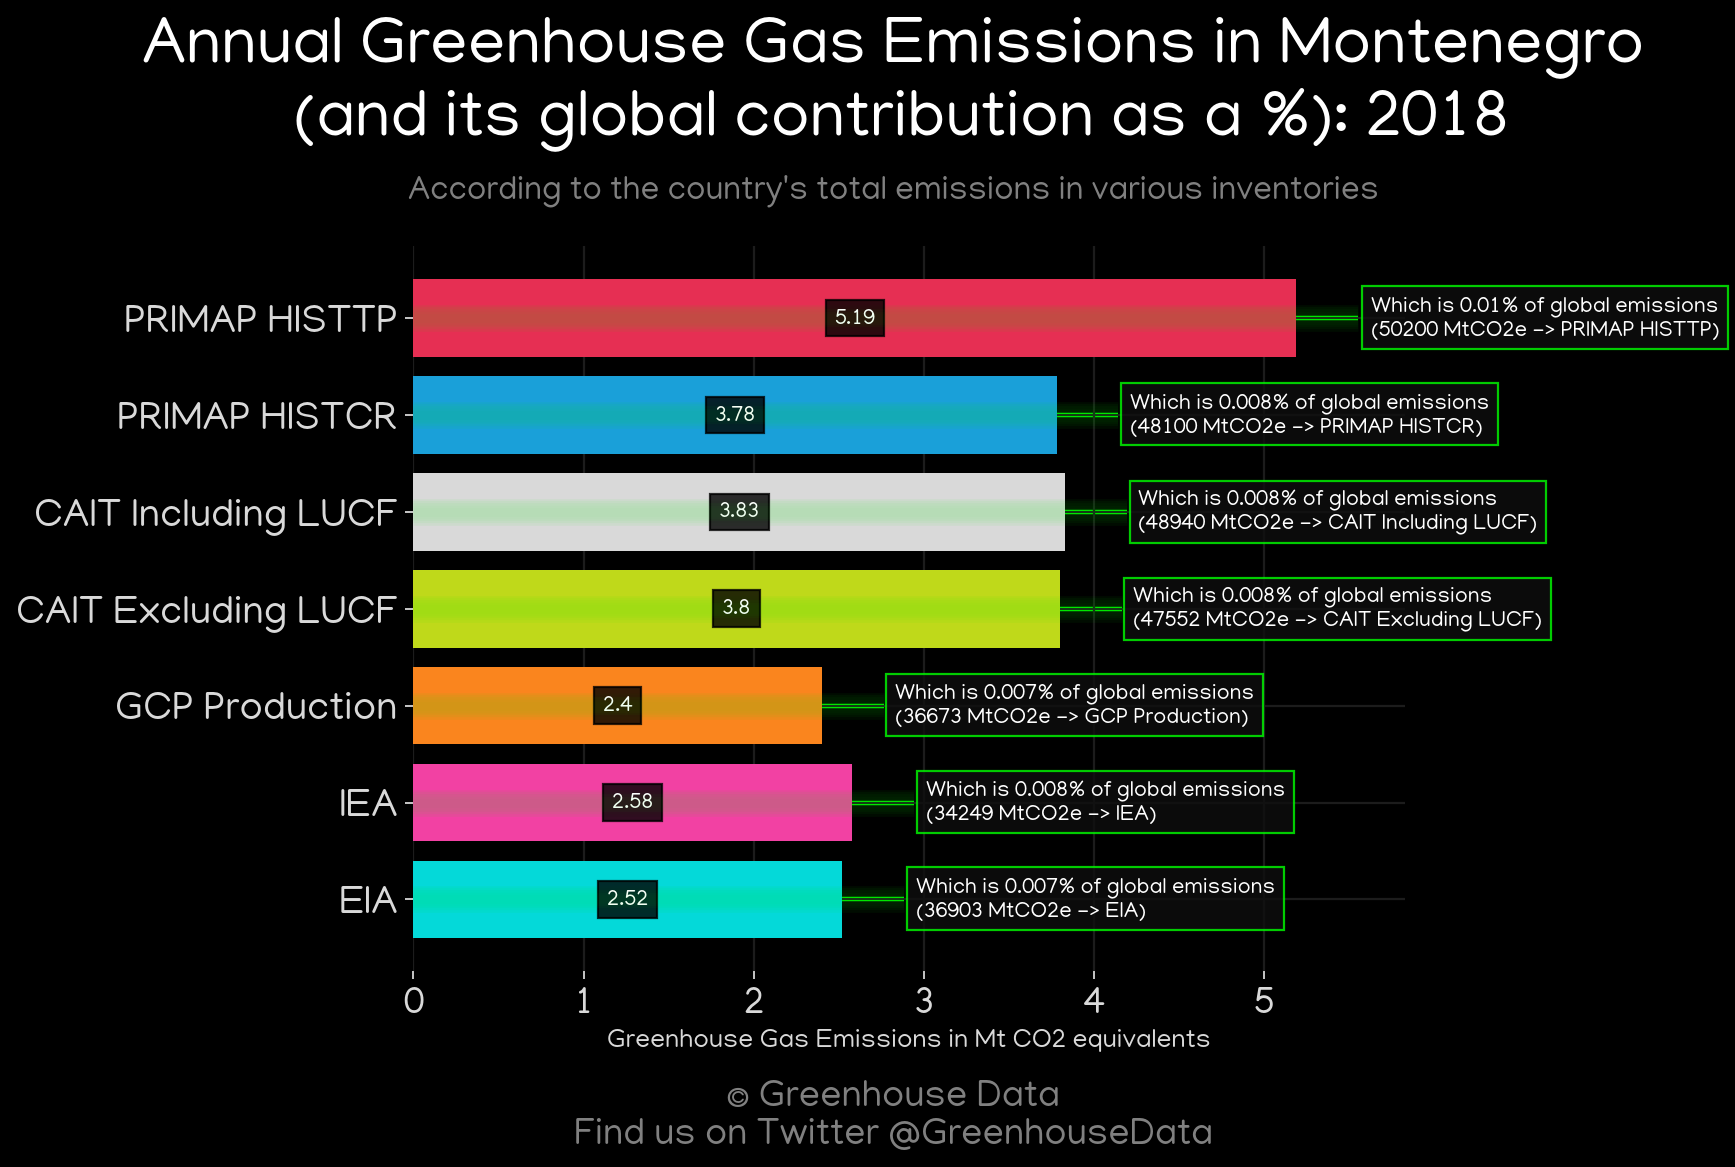 Annual Greenhouse Gas Emissions in Montenegro
(and its global contribution as a %): 2018
According to the country's total emissions in various inventories
PRIMAP HISTTP
5.19
Which is 0.01% of global emissions
(50200 MtCO2e -> PRIMAP HISTTP)
PRIMAP HISTCR
3.78
Which is 0.008% of global emissions
(48100 MtCO2e -> PRIMAP HISTCR)
CAIT Including LUCF
3.83
Which is 0.008% of global emissions
(48940 MtCO2e -> CAIT Including LUCF)
CAIT Excluding LUCF
3.8
Which is 0.008% of global emissions
(47552 MtCO2e -> CAIT Excluding LUCF)
GCP Production
2.4
Which is 0.007% of global emissions
(36673 MtCO2e -> GCP Production)
IEA
2.58
Which is 0.008% of global emissions
(34249 MtCO2e -> IEA)
EIA
2.52
Which is 0.007% of global emissions
(36903 MtCO2e -> EIA)
0 1 2 3 4 5
Greenhouse Gas Emissions in Mt CO2 equivalents
© Greenhouse Data
Find us on Twitter @GreenhouseData